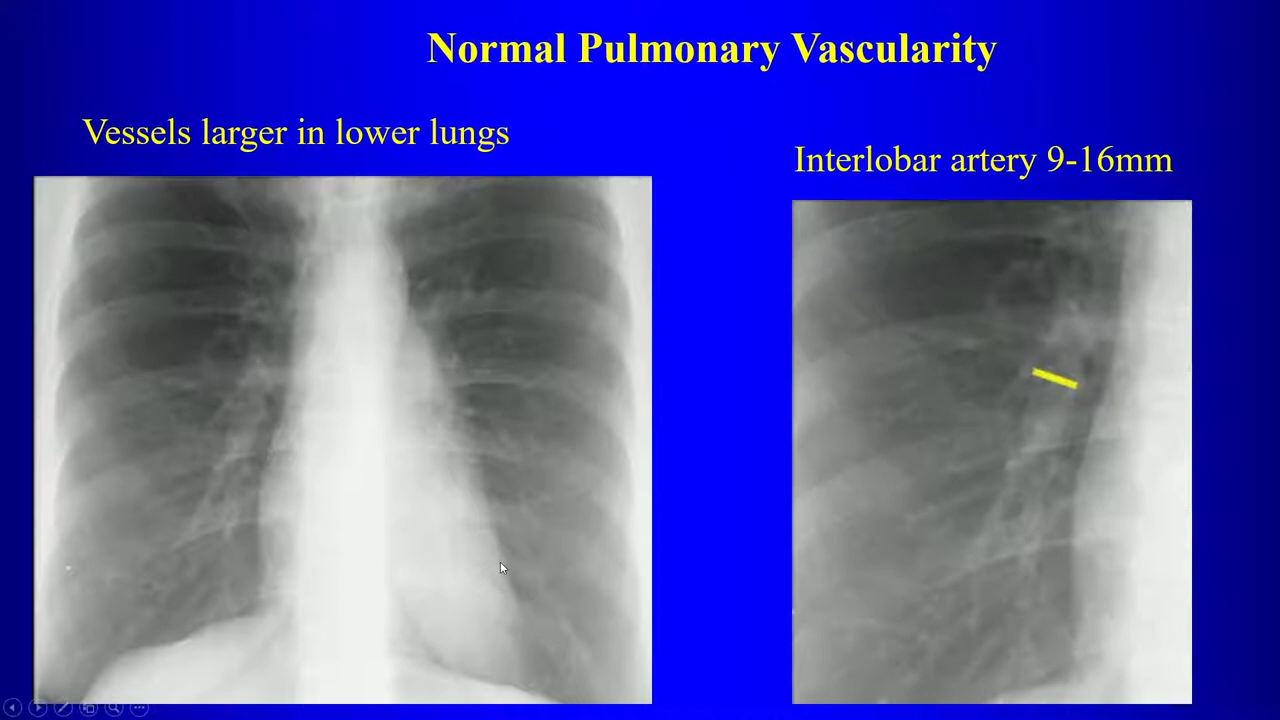 Normal Pulmonary Vascularity
Vessels larger in lower lungs
Interlobar artery 9-16mm